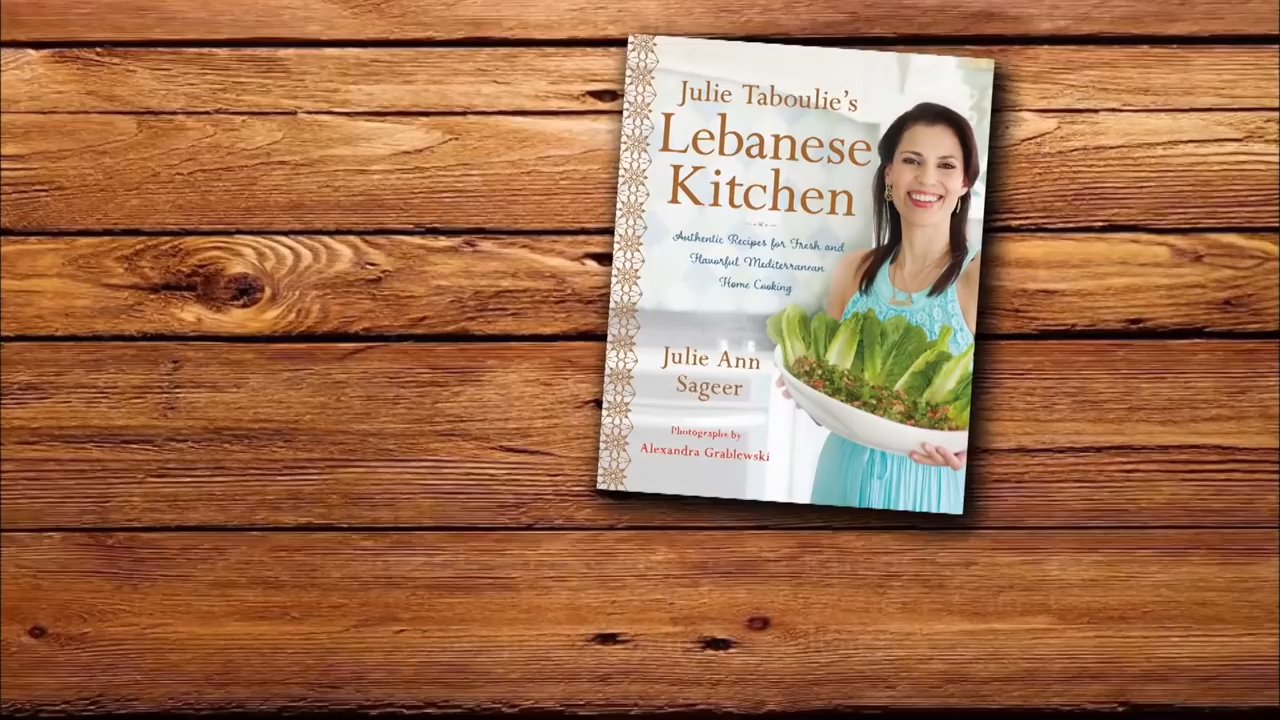 Julie Taboulie's
Lebanese
Kitchen
Authentic Recipes for Fresh and
Flavorful Mediterranean
Home Cooking
Julie Ann
Sageer
Photographs by
Alexandra Grablewski